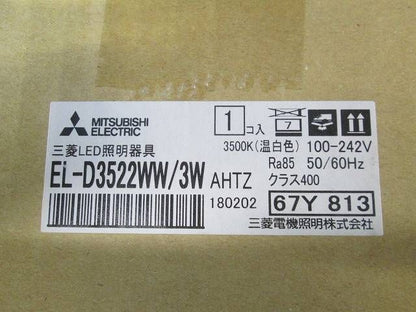 MITSUBISHI
ELECTRIC
1 コ入
7
3500K(温白色) 100-242V
三菱LED照明器具
Ra85 50/60Hz
EL-D3522WW/3W AHTZ クラス400
180202
67Y 813
三菱電機照明株式会社